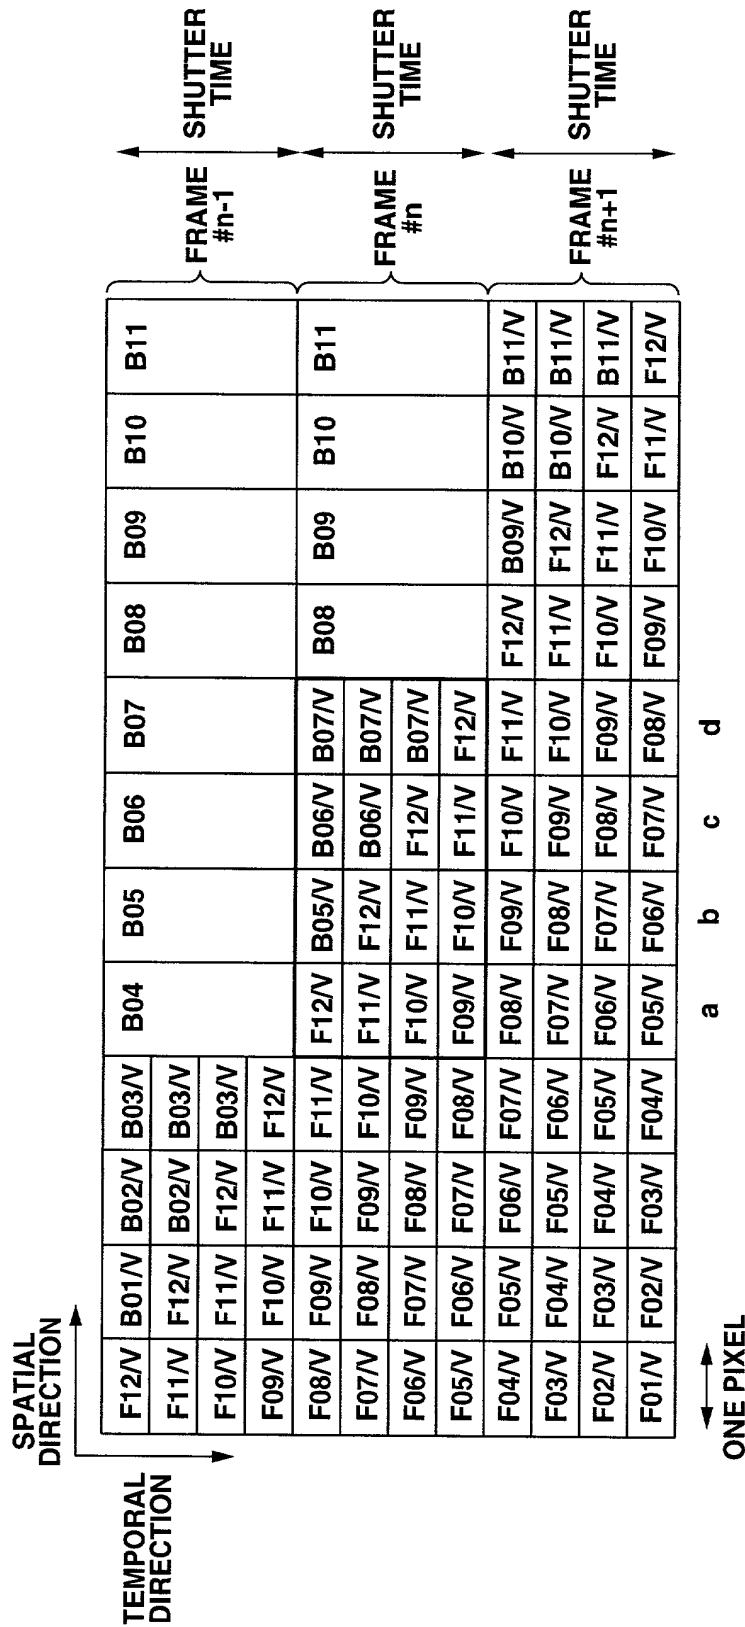 SPATIAL
DIRECTION
TEMPORAL
DIRECTION
F12/V B01/V B02/V B03/V B04 B05 B06 B07 B08 B09 B10 B11
F11/V F12/V B02/V B03/V
F10/V F11/V F12/V B03/V
F09/V F10/V F11/V F12/V
FRAME
#n-1
SHUTTER
TIME
F08/V F09/V F10/V F11/V F12/V B05/V B06/V B07/V B08 B09 B10 B11
F07/V F08/V F09/V F10/V F11/V F12/V B06/V B07/V
F06/V F07/V F08/V F09/V F10/V F11/V F12/V B07/V
F05/V F06/V F07/V F08/V F09/V F10/V F11/V F12/V
FRAME
#n
SHUTTER
TIME
F04/V F05/V F06/V F07/V F08/V F09/V F10/V F11/V F12/V B09/V B10/V B11/V
F03/V F04/V F05/V F06/V F07/V F08/V F09/V F10/V F11/V F12/V B10/V B11/V
F02/V F03/V F04/V F05/V F06/V F07/V F08/V F09/V F10/V F11/V F12/V B11/V
F01/V F02/V F03/V F04/V F05/V F06/V F07/V F08/V F09/V F10/V F11/V F12/V
FRAME
#n+1
SHUTTER
TIME
a b c d
ONE PIXEL